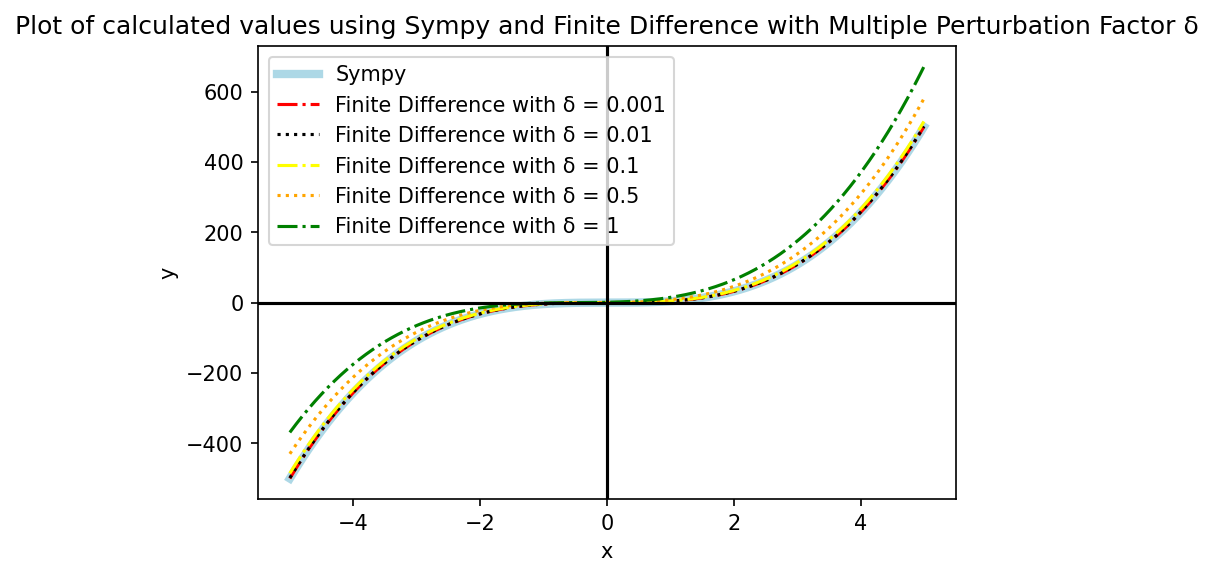 Plot of calculated values using Sympy and Finite Difference with Multiple Perturbation Factor δ
Sympy
Finite Difference with δ = 0.001
Finite Difference with δ = 0.01
Finite Difference with δ = 0.1
Finite Difference with δ = 0.5
Finite Difference with δ = 1
600
400
200
0
−200
−400
y
−4
−2
0
2
4
x